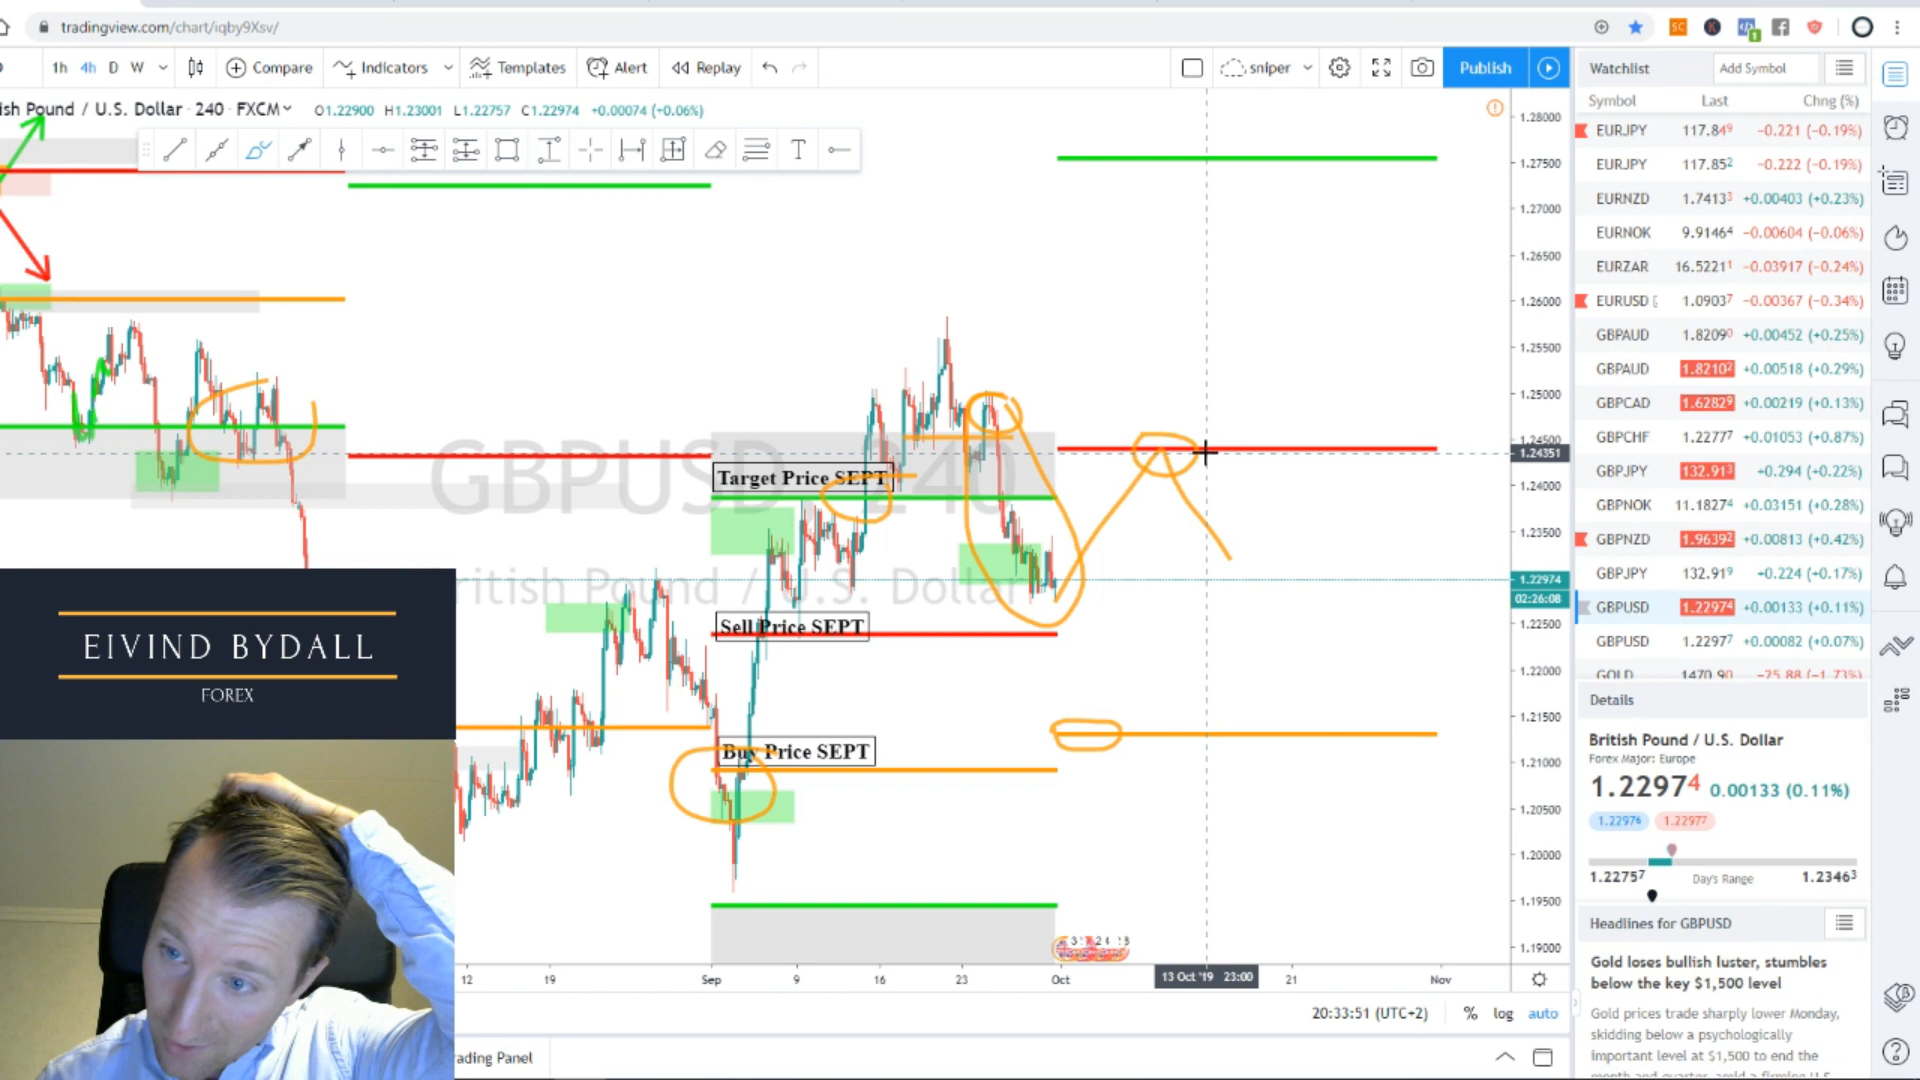 tradingview.com/chart/iqby9Xsv/
1h 4h D W Compare Indicators Templates Alert Replay sniper Publish
ish Pound / U.S. Dollar · 240 · FXCM O1.22900 H1.23001 L1.22757 C1.22974 +0.00074 (+0.06%)
GBPUSD 240
British Pound / U.S. Dollar
Target Price SEPT
Sell Price SEPT
Buy Price SEPT
1.28000
1.27500
1.27000
1.26500
1.26000
1.25500
1.25000
1.24500
1.24351
1.24000
1.23500
1.22974
02:26:08
1.22500
1.22000
1.21500
1.21000
1.20500
1.20000
1.19500
1.19000
12 19 Sep 9 16 23 Oct 13 Oct '19 23:00 21 Nov
20:33:51 (UTC+2) % log auto
rading Panel
EIVIND BYDALL
FOREX
Watchlist Add Symbol
Symbol Last Chng (%)
EURJPY 117.849 −0.221 (−0.19%)
EURJPY 117.852 −0.222 (−0.19%)
EURNZD 1.74133 +0.00403 (+0.23%)
EURNOK 9.91464 −0.00604 (−0.06%)
EURZAR 16.52211 −0.03917 (−0.24%)
EURUSD 1.09037 −0.00367 (−0.34%)
GBPAUD 1.82090 +0.00452 (+0.25%)
GBPAUD 1.82102 +0.00518 (+0.29%)
GBPCAD 1.62829 +0.00219 (+0.13%)
GBPCHF 1.22777 +0.01053 (+0.87%)
GBPJPY 132.913 +0.294 (+0.22%)
GBPNOK 11.18274 +0.03151 (+0.28%)
GBPNZD 1.96392 +0.00813 (+0.42%)
GBPJPY 132.919 +0.224 (+0.17%)
GBPUSD 1.22974 +0.00133 (+0.11%)
GBPUSD 1.22977 +0.00082 (+0.07%)
GOLD 1470.90 −25.88 (−1.73%)
Details
British Pound / U.S. Dollar
Forex Major: Europe
1.22974 0.00133 (0.11%)
1.22976 1.22977
1.22757 Day's Range 1.23463
Headlines for GBPUSD
Gold loses bullish luster, stumbles
below the key $1,500 level
Gold prices trade sharply lower Monday,
skidding below a psychologically
important level at $1,500 to end the